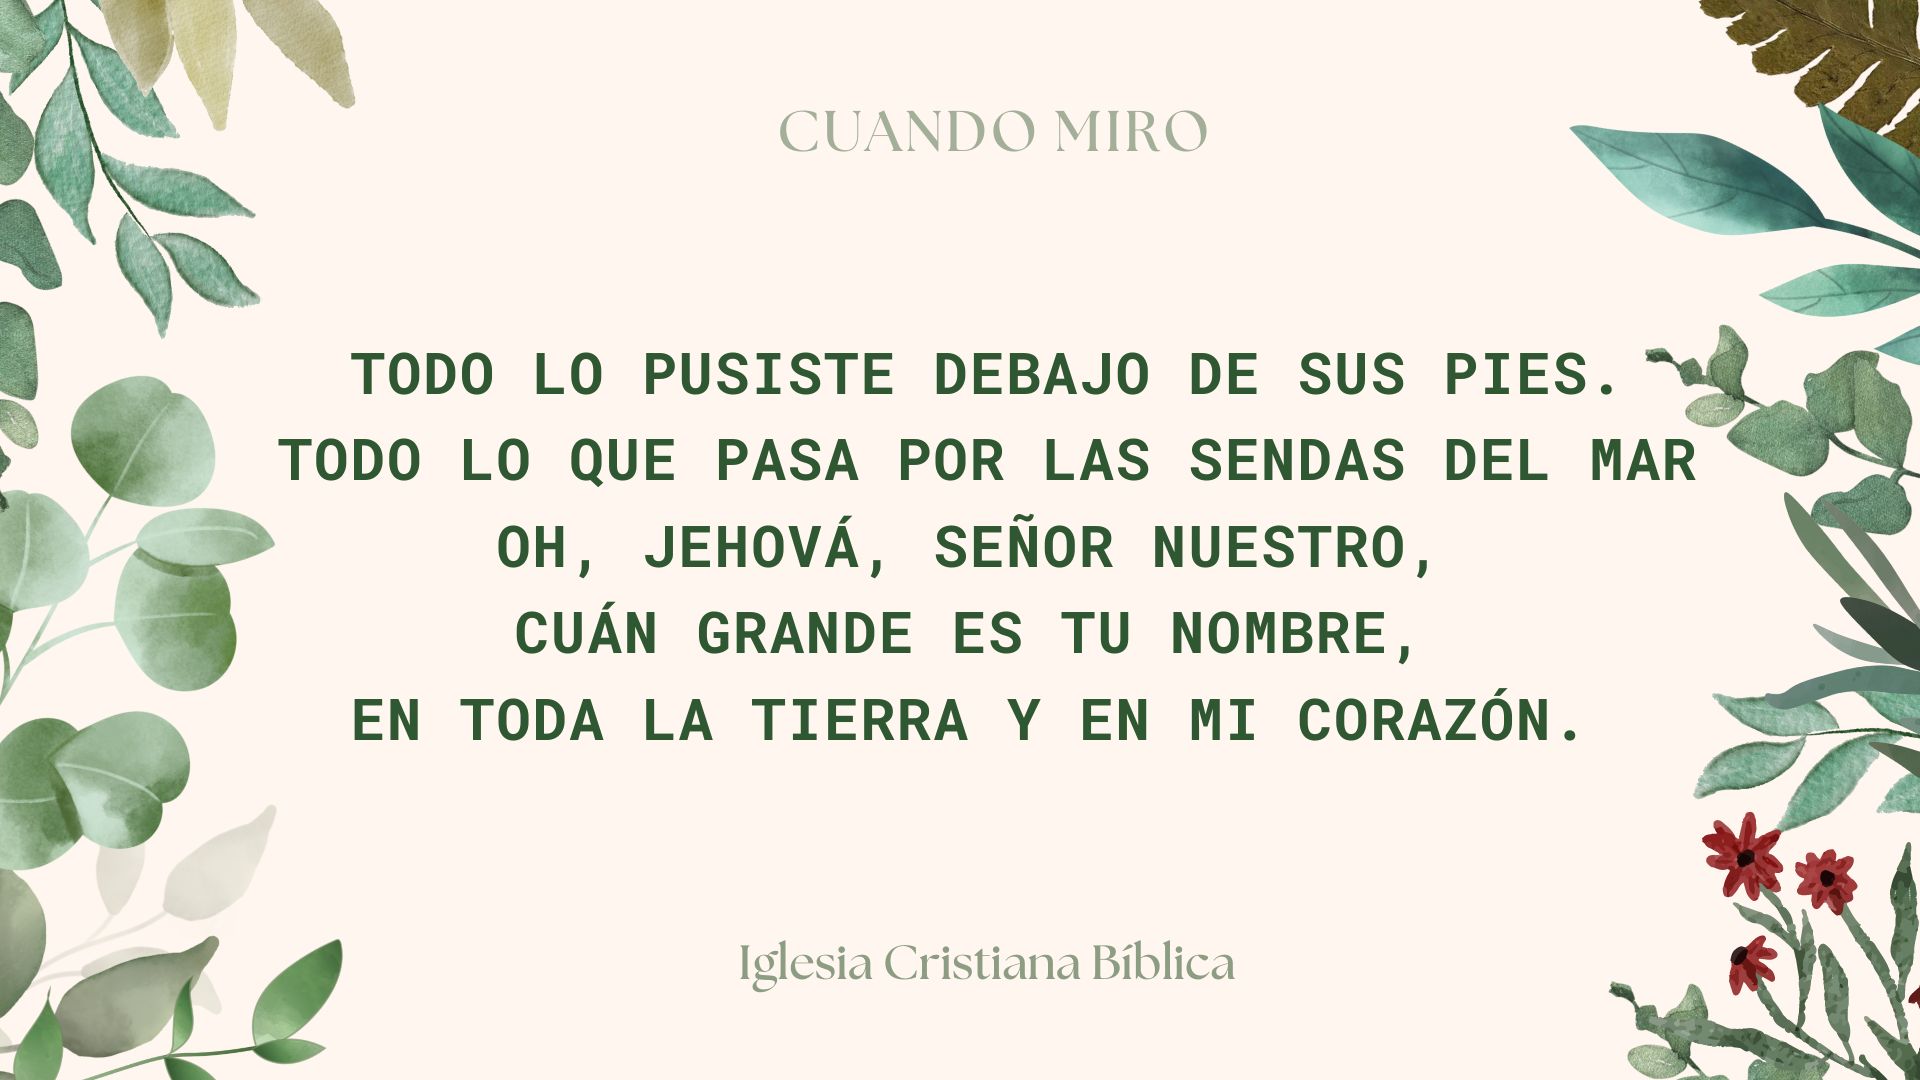 CUANDO MIRO
TODO LO PUSISTE DEBAJO DE SUS PIES.
TODO LO QUE PASA POR LAS SENDAS DEL MAR
OH, JEHOVÁ, SEÑOR NUESTRO,
CUÁN GRANDE ES TU NOMBRE,
EN TODA LA TIERRA Y EN MI CORAZÓN.
Iglesia Cristiana Bíblica